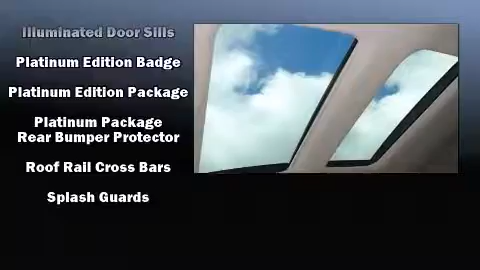 Illuminated Door Sills
Platinum Edition Badge
Platinum Edition Package
Platinum Package
Rear Bumper Protector
Roof Rail Cross Bars
Splash Guards